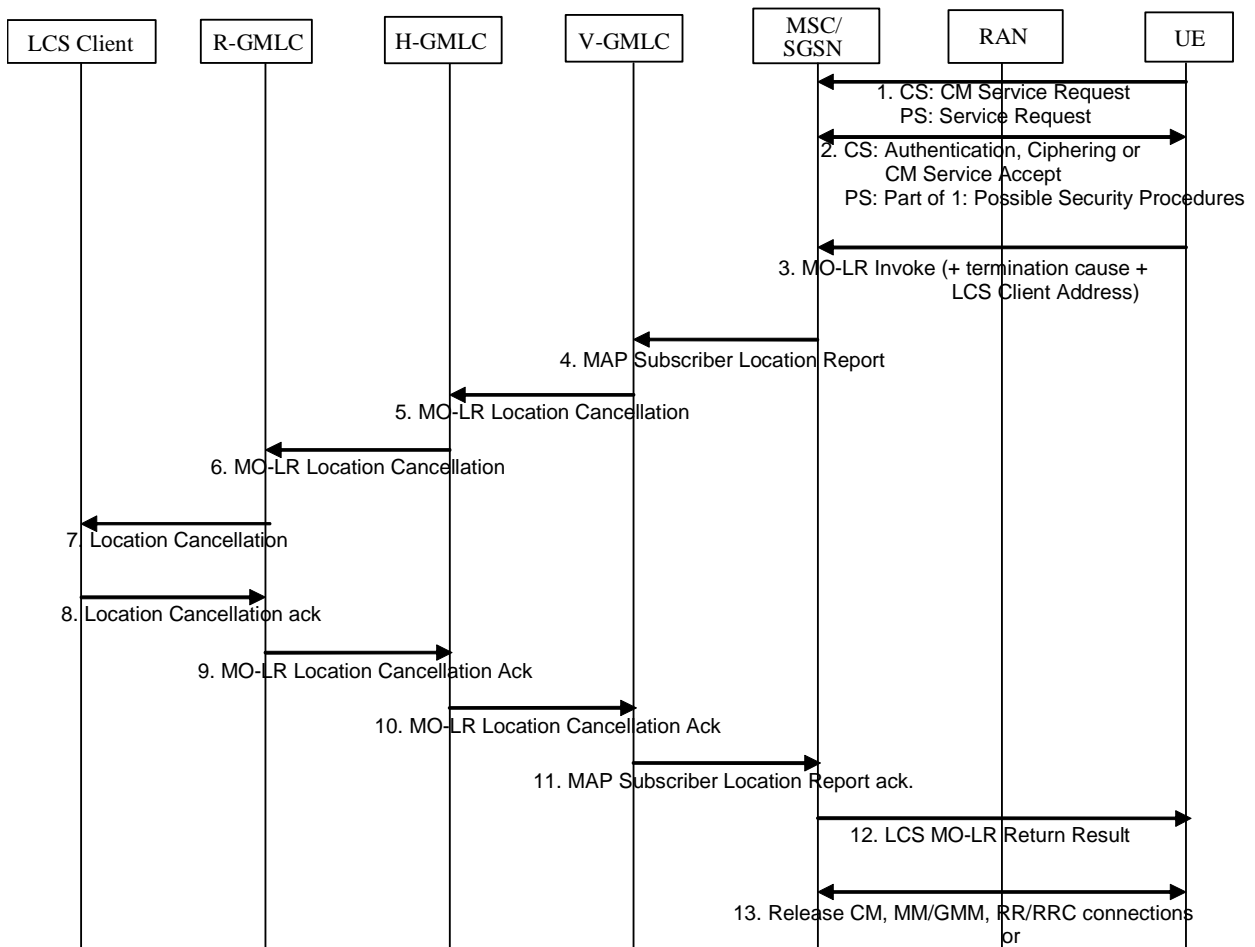 LCS Client
R-GMLC
H-GMLC
V-GMLC
MSC/
SGSN
RAN
UE
1. CS: CM Service Request
PS: Service Request
2. CS: Authentication, Ciphering or
CM Service Accept
PS: Part of 1: Possible Security Procedures
3. MO-LR Invoke (+ termination cause +
LCS Client Address)
4. MAP Subscriber Location Report
5. MO-LR Location Cancellation
6. MO-LR Location Cancellation
7. Location Cancellation
8. Location Cancellation ack
9. MO-LR Location Cancellation Ack
10. MO-LR Location Cancellation Ack
11. MAP Subscriber Location Report ack.
12. LCS MO-LR Return Result
13. Release CM, MM/GMM, RR/RRC connections
or